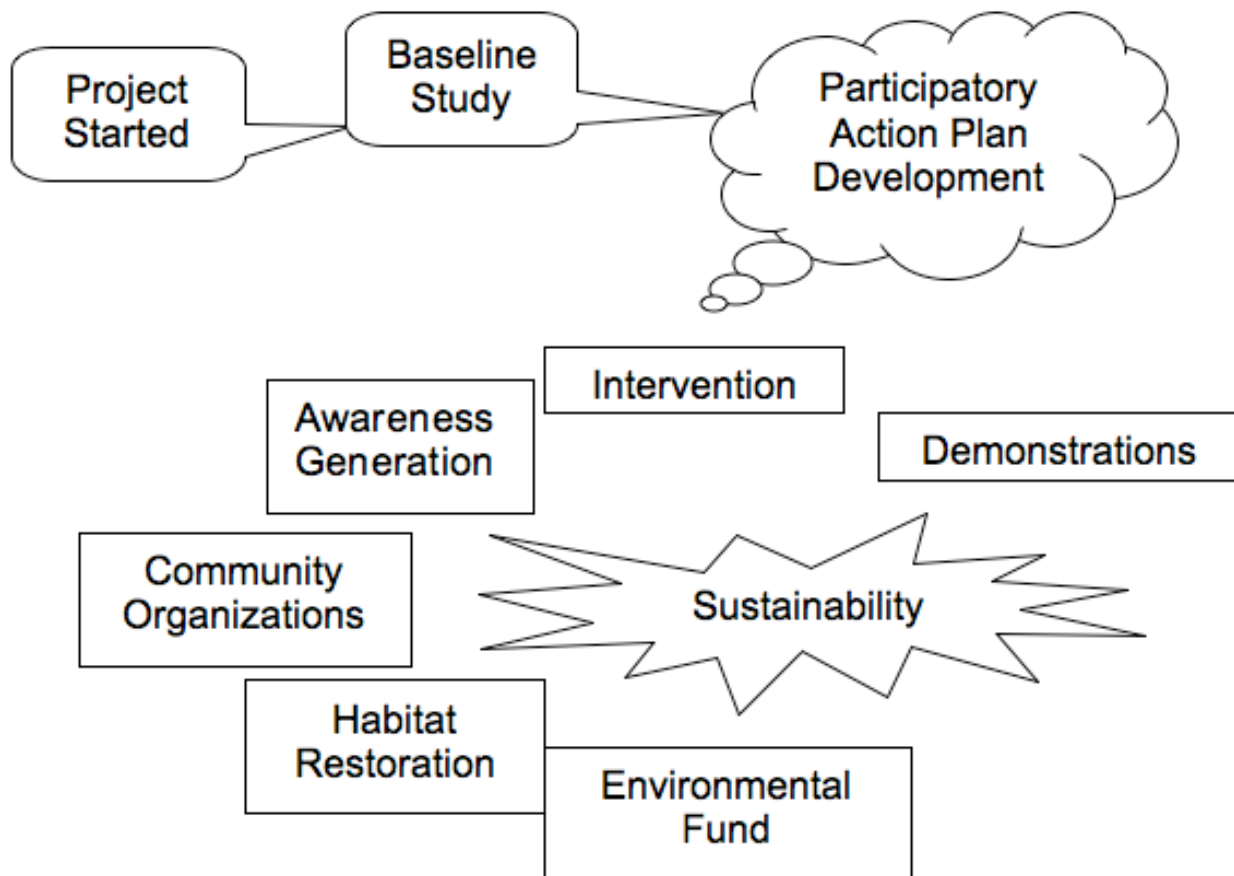 Project
Started
Baseline
Study
Participatory
Action Plan
Development
Intervention
Awareness
Generation
Demonstrations
Community
Organizations
Sustainability
Habitat
Restoration
Environmental
Fund